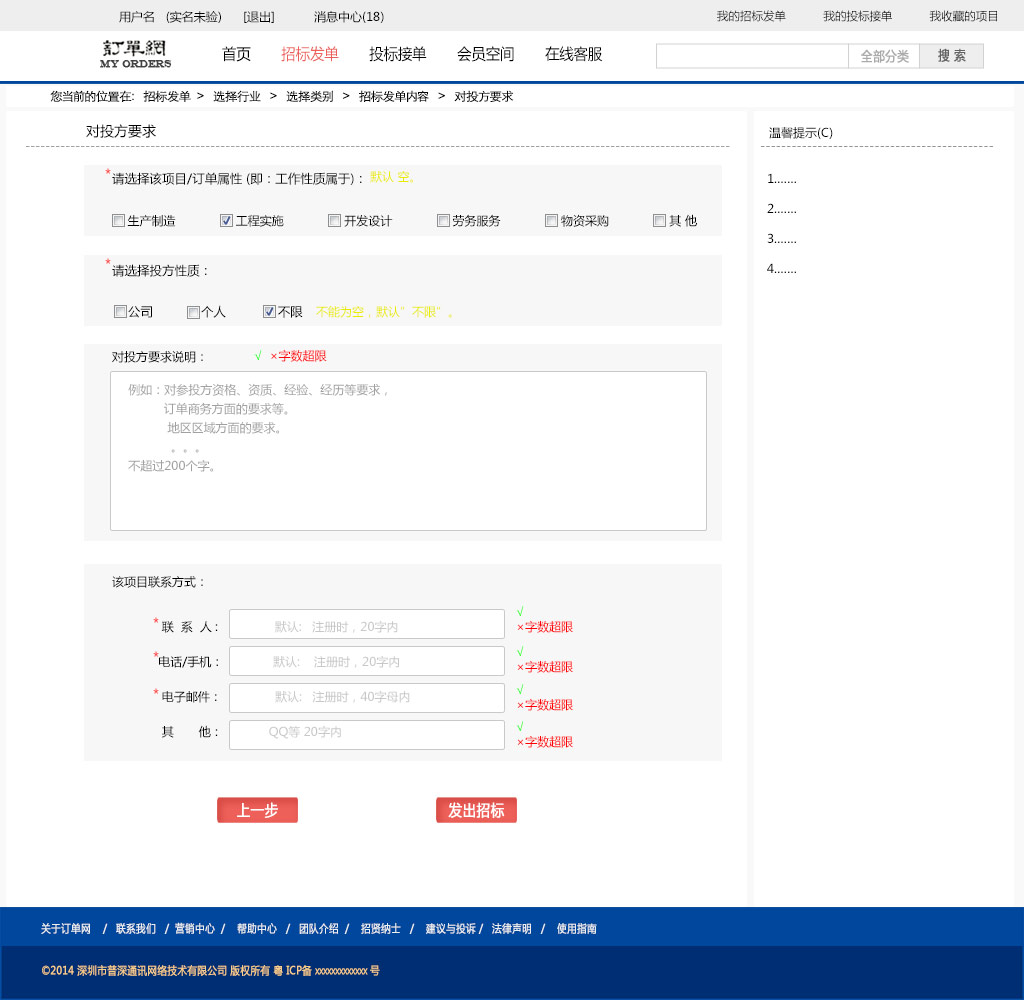 用户名 (实名未验) [退出] 消息中心(18) 我的招标发单 我的投标接单 我收藏的项目
訂單網
MY ORDERS
首页 招标发单 投标接单 会员空间 在线客服 全部分类 搜 索
您当前的位置在: 招标发单 > 选择行业 > 选择类别 > 招标发单内容 > 对投方要求
对投方要求
温馨提示(C)
*请选择该项目/订单属性 (即：工作性质属于)： 默认 空。
生产制造 工程实施 开发设计 劳务服务 物资采购 其 他
*请选择投方性质：
公司 个人 不限 不能为空，默认”不限”。
对投方要求说明： √ ×字数超限
例如：对参投方资格、资质、经验、经历等要求，
订单商务方面的要求等。
地区区域方面的要求。
。。。
不超过200个字。
该项目联系方式：
*联 系 人： 默认: 注册时，20字内 √
×字数超限
*电话/手机： 默认: 注册时，20字内 √
×字数超限
*电子邮件： 默认: 注册时，40字母内 √
×字数超限
其 他： QQ等 20字内 √
×字数超限
上一步 发出招标
1.......
2.......
3.......
4.......
关于订单网 / 联系我们 / 营销中心 / 帮助中心 / 团队介绍 / 招贤纳士 / 建议与投诉 / 法律声明 / 使用指南
©2014 深圳市普深通讯网络技术有限公司 版权所有 粤 ICP备 xxxxxxxxxxxx 号